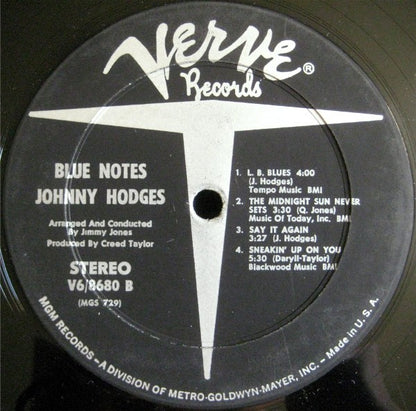 Verve
Records®
BLUE NOTES
JOHNNY HODGES
Arranged And Conducted
By Jimmy Jones
Produced By Creed Taylor
STEREO
V6/8680 B
(MGS 729)
1. L. B. BLUES 4:00
(J. Hodges)
Tempo Music BMI
2. THE MIDNIGHT SUN NEVER
SETS 3:30 (Q. Jones)
Music Of Today, Inc. BMI
3. SAY IT AGAIN
3:27 (J. Hodges)
4. SNEAKIN' UP ON YOU
5:30 (Daryll-Taylor)
Blackwood Music BMI
MGM RECORDS—A DIVISION OF METRO-GOLDWYN-MAYER, INC. – Made in U. S. A.